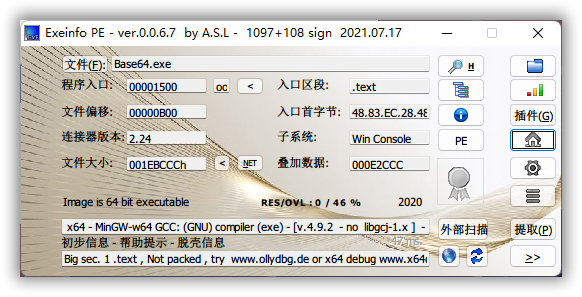 Exeinfo PE - ver.0.0.6.7 by A.S.L - 1097+108 sign 2021.07.17
文件(F): Base64.exe
H
程序入口: 00001500 oc < 入口区段: .text
文件偏移: 00000B00 入口首字节: 48.83.EC.28.48 插件(G)
连接器版本: 2.24 子系统: Win Console PE
文件大小: 001EBCCCh < NET 叠加数据: 000E2CCC
Image is 64 bit executable RES/OVL : 0 / 46 % 2020
x64 - MinGW-w64 GCC: (GNU) compiler (exe) - [v.4.9.2 - no libgcj-1.x ] - 外部扫描 提取(P)
初步信息 - 帮助提示 - 脱壳信息 47 ms.
Big sec. 1 .text , Not packed , try www.ollydbg.de or x64 debug www.x64 >>